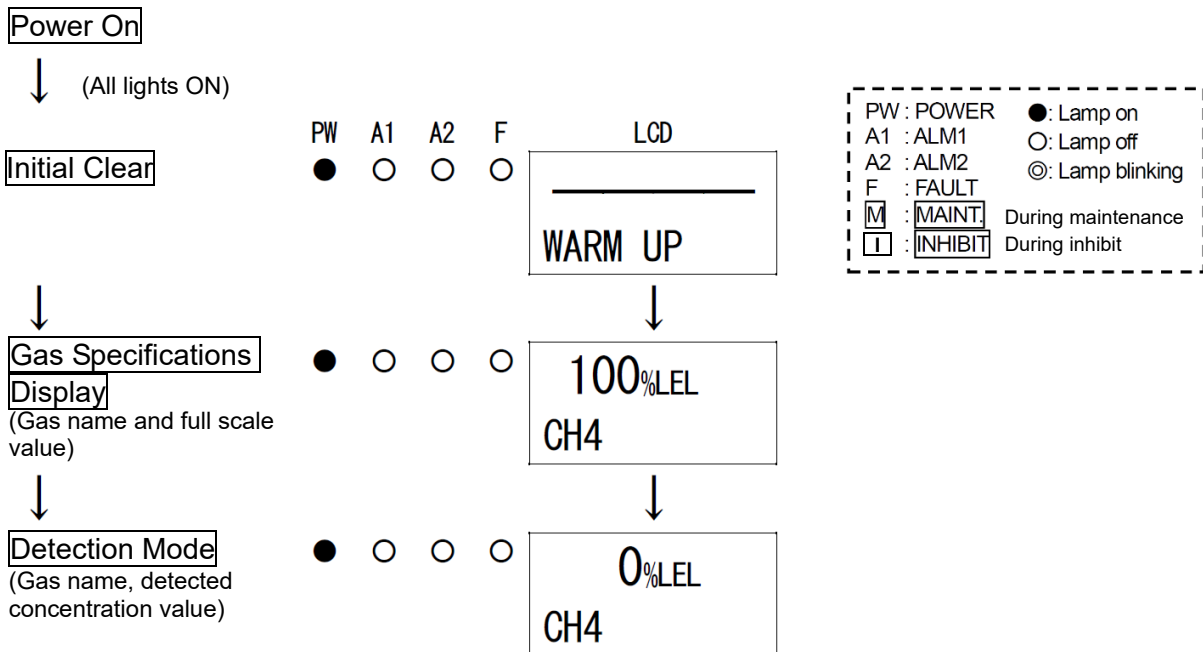 Power On
↓ (All lights ON)
PW A1 A2 F LCD
Initial Clear ● ○ ○ ○
WARM UP
PW : POWER ●: Lamp on
A1 : ALM1 ○: Lamp off
A2 : ALM2 ◎: Lamp blinking
F : FAULT
M : MAINT. During maintenance
I : INHIBIT During inhibit
↓ ↓
Gas Specifications ● ○ ○ ○ 100%LEL
Display
(Gas name and full scale
value)
CH4
↓ ↓
Detection Mode ● ○ ○ ○ 0%LEL
(Gas name, detected
concentration value)
CH4